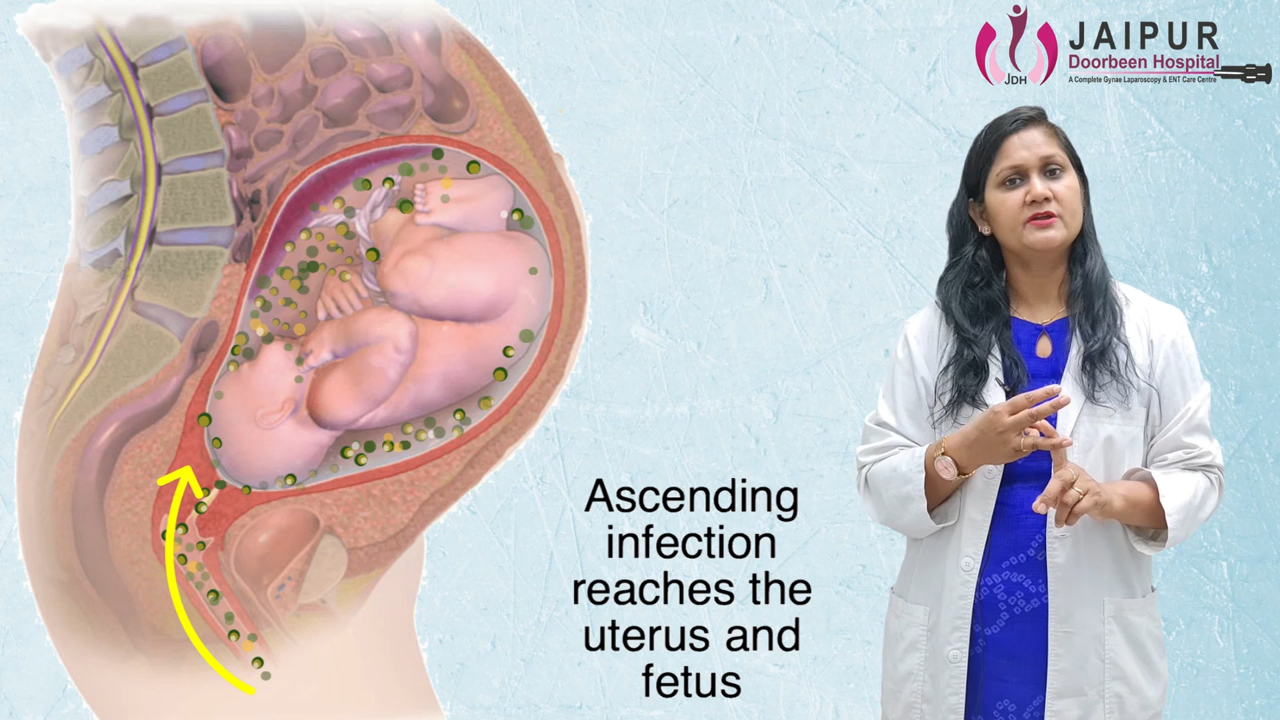 JAIPUR
Doorbeen Hospital
A Complete Gynae Laparoscopy & ENT Care Centre
JDH
Ascending
infection
reaches the
uterus and
fetus